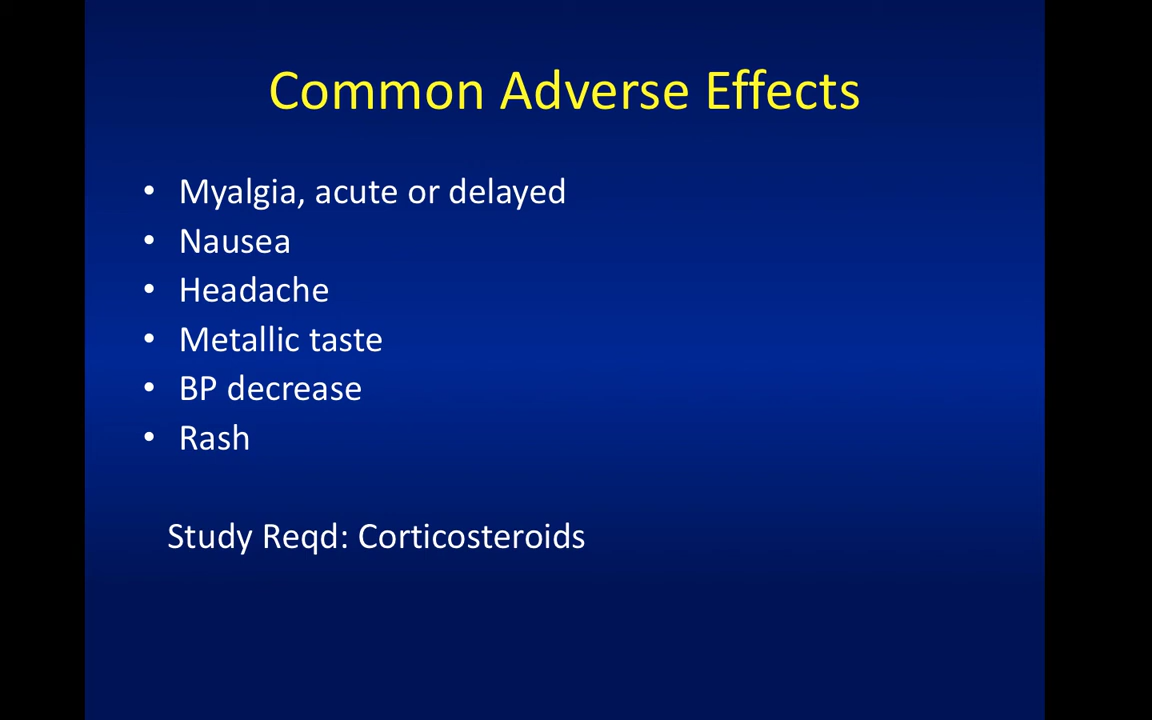 Common Adverse Effects
• Myalgia, acute or delayed
• Nausea
• Headache
• Metallic taste
• BP decrease
• Rash
Study Reqd: Corticosteroids